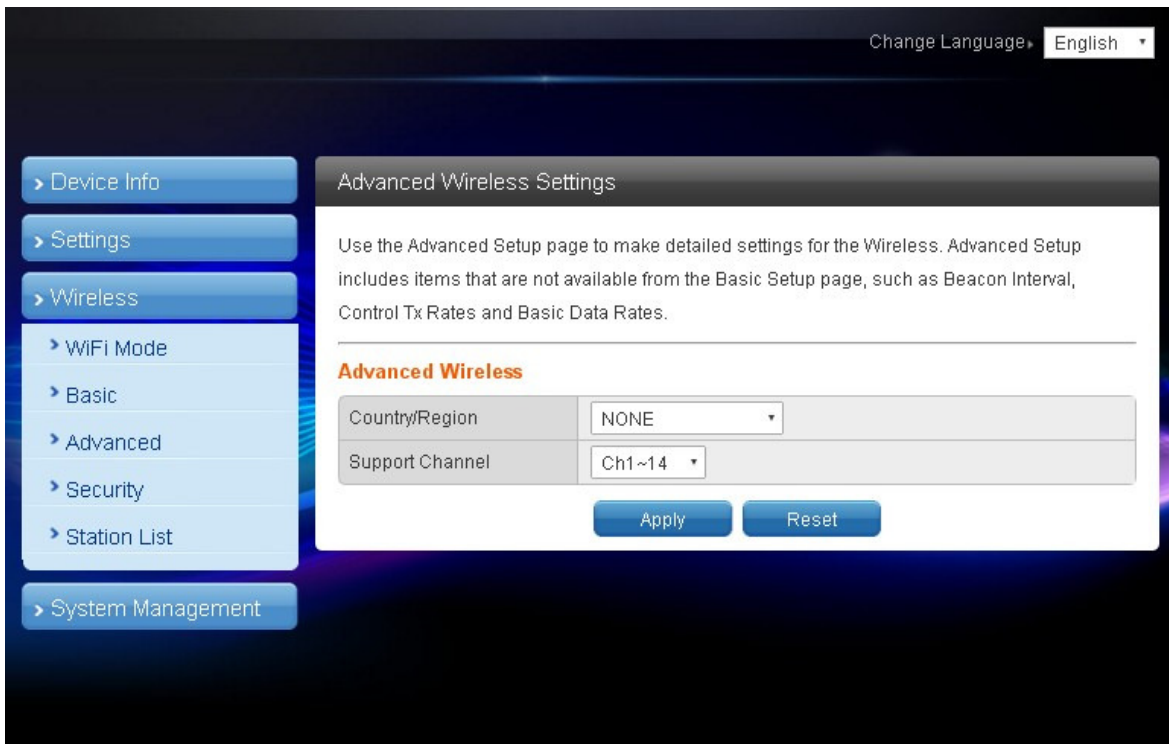 Change Language
English
Device Info
Settings
Wireless
WiFi Mode
Basic
Advanced
Security
Station List
System Management
Advanced Wireless Settings
Use the Advanced Setup page to make detailed settings for the Wireless. Advanced Setup
includes items that are not available from the Basic Setup page, such as Beacon Interval,
Control Tx Rates and Basic Data Rates.
Advanced Wireless
Country/Region NONE
Support Channel Ch1~14
Apply Reset